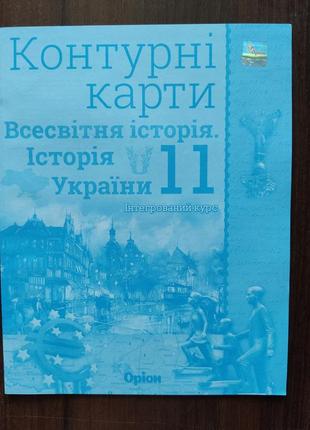 Контурні
карти
Всесвітня історія.
Історія
України 11
Інтегрований курс
Оріон